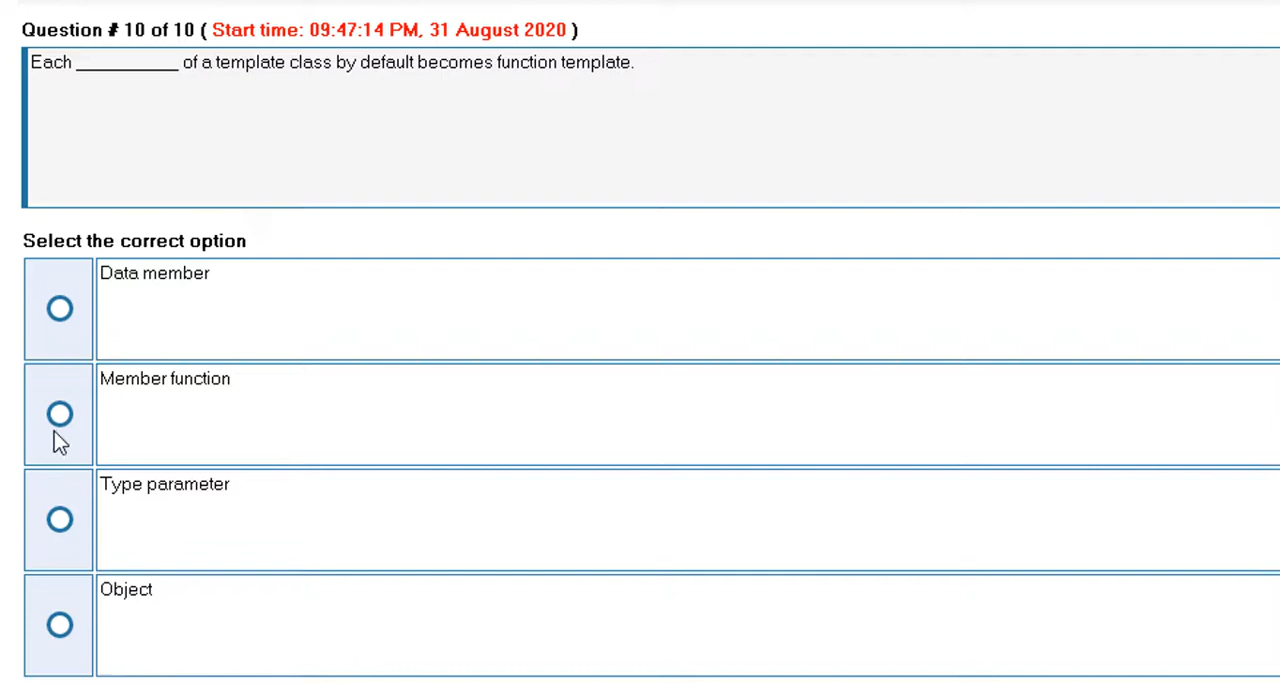 Question # 10 of 10 ( Start time: 09:47:14 PM, 31 August 2020 )
Each __________ of a template class by default becomes function template.
Select the correct option
Data member
Member function
Type parameter
Object